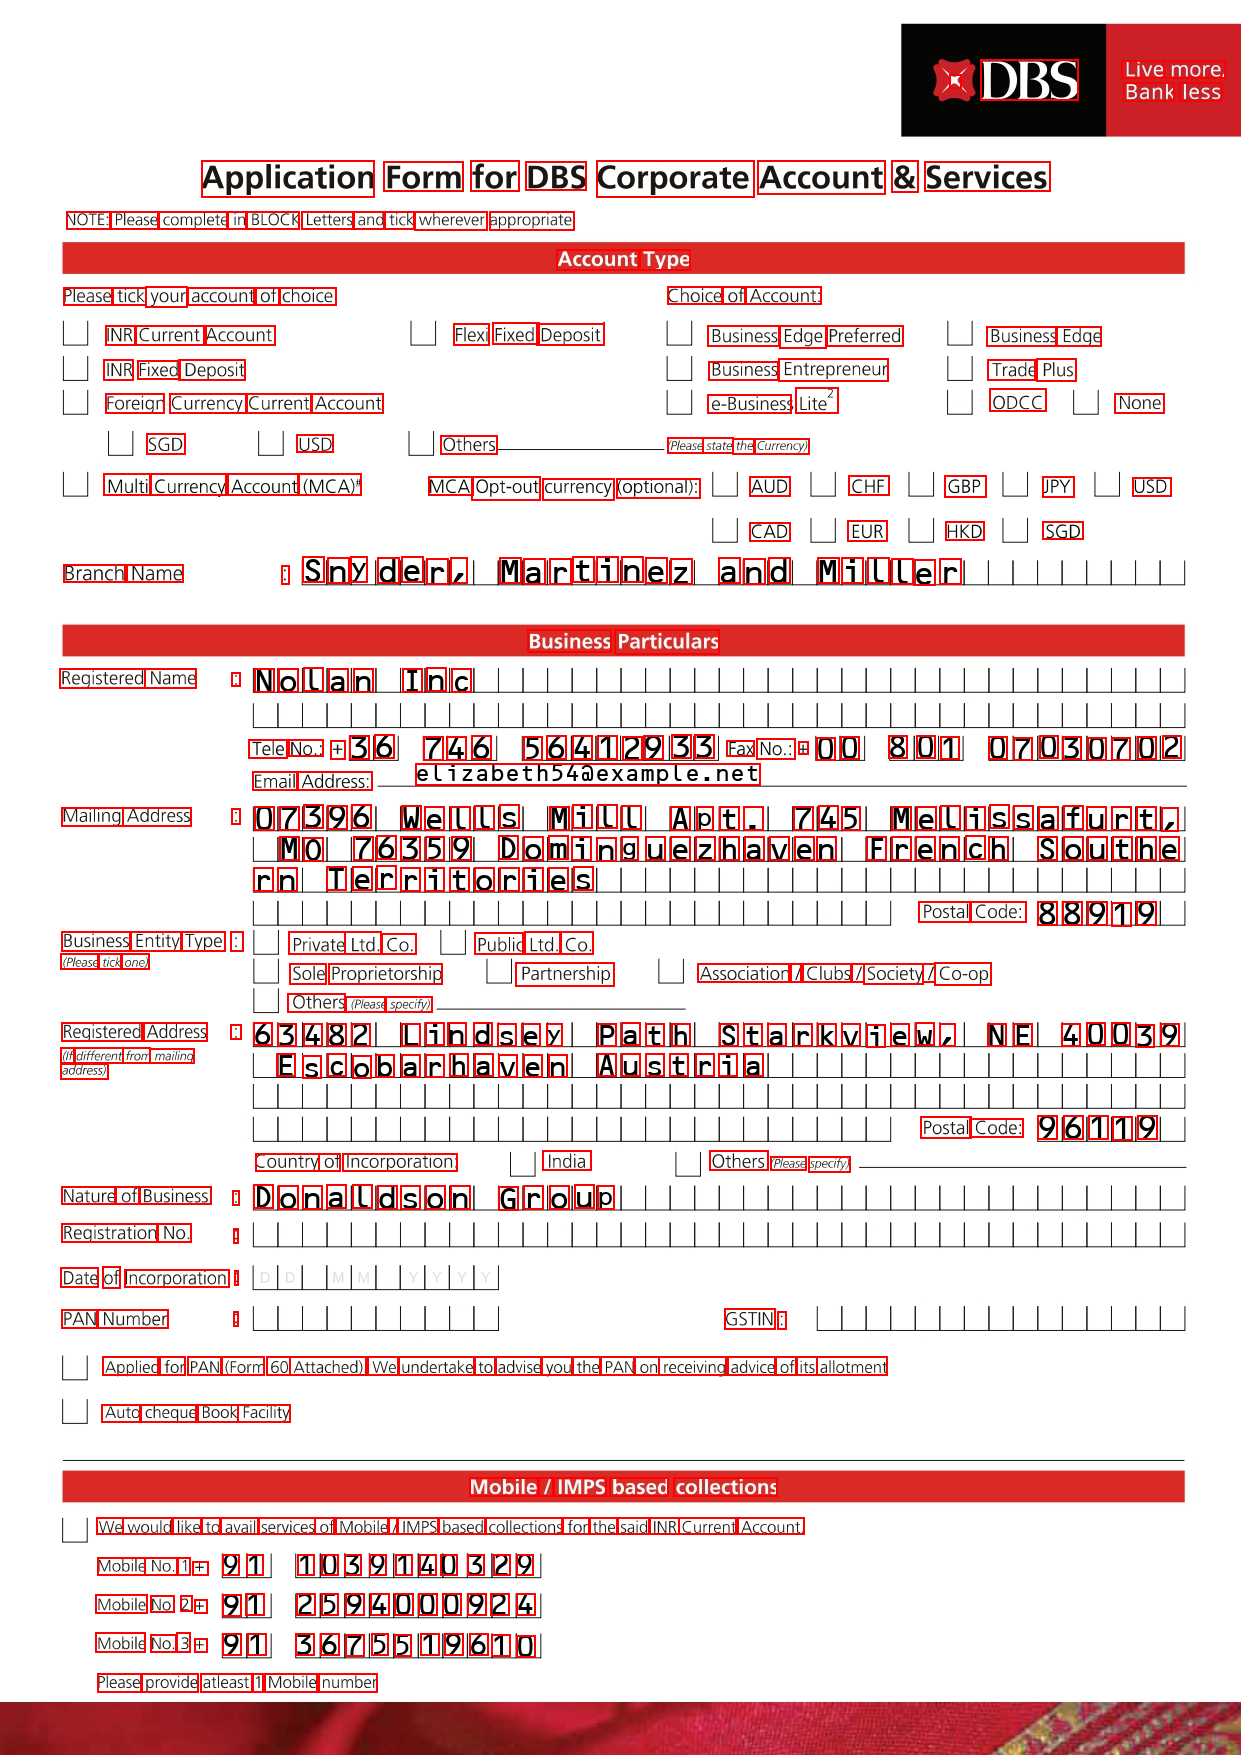 DBS
Live more,
Bank less
Application Form for DBS Corporate Account & Services
NOTE: Please complete in BLOCK Letters and tick wherever appropriate
Account Type
Please tick your account of choice
Choice of Account:
INR Current Account Flexi Fixed Deposit Business Edge Preferred Business Edge
INR Fixed Deposit Business Entrepreneur Trade Plus
Foreign Currency Current Account e-Business Lite2 ODCC None
SGD USD Others (Please state the Currency)
Multi Currency Account (MCA)# MCA Opt-out currency (optional): AUD CHF GBP JPY USD
CAD EUR HKD SGD
Branch Name : Snyder, Martinez and Miller
Business Particulars
Registered Name : Nolan Inc
Tele No.: + 36 746 56412933 Fax No.: + 00 801 07030702
Email Address: elizabeth54@example.net
Mailing Address : 07396 Wells Mill Apt. 745 Melissafurt,
MO 76359 Dominguezhaven French Southe
rn Territories
Postal Code: 88919
Business Entity Type : Private Ltd. Co. Public Ltd. Co.
(Please tick one)
Sole Proprietorship Partnership Association / Clubs / Society / Co-op
Others (Please specify)
Registered Address : 63482 Lindsey Path Starkview, NE 40039
(If different from mailing
address)
Escobarhaven Austria
Postal Code: 96119
Country of Incorporation: India Others (Please specify)
Nature of Business : Donaldson Group
Registration No. :
Date of Incorporation : D D M M Y Y Y Y
PAN Number : GSTIN :
Applied for PAN (Form 60 Attached). We undertake to advise you the PAN on receiving advice of its allotment
Auto cheque Book Facility
Mobile / IMPS based collections
We would like to avail services of Mobile / IMPS based collections for the said INR Current Account.
Mobile No. 1 + 91 1039140329
Mobile No. 2 + 91 2594000924
Mobile No. 3 + 91 3675519610
Please provide atleast 1 Mobile number